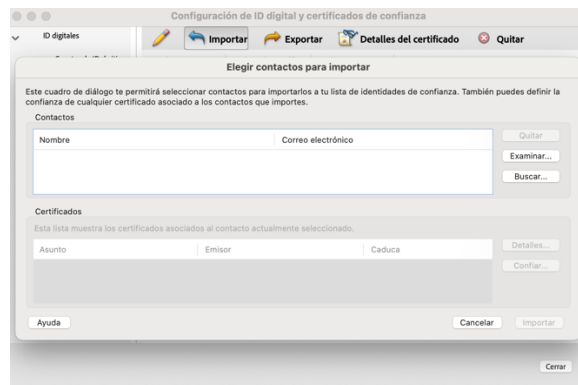 Configuración de ID digital y certificados de confianza
ID digitales
Importar Exportar Detalles del certificado Quitar
Elegir contactos para importar
Este cuadro de diálogo te permitirá seleccionar contactos para importarlos a tu lista de identidades de confianza. También puedes definir la
confianza de cualquier certificado asociado a los contactos que importes.
Contactos
Nombre Correo electrónico
Quitar
Examinar...
Buscar...
Certificados
Esta lista muestra los certificados asociados al contacto actualmente seleccionado.
Asunto Emisor Caduca
Detalles...
Confiar...
Ayuda Cancelar Importar
Cerrar